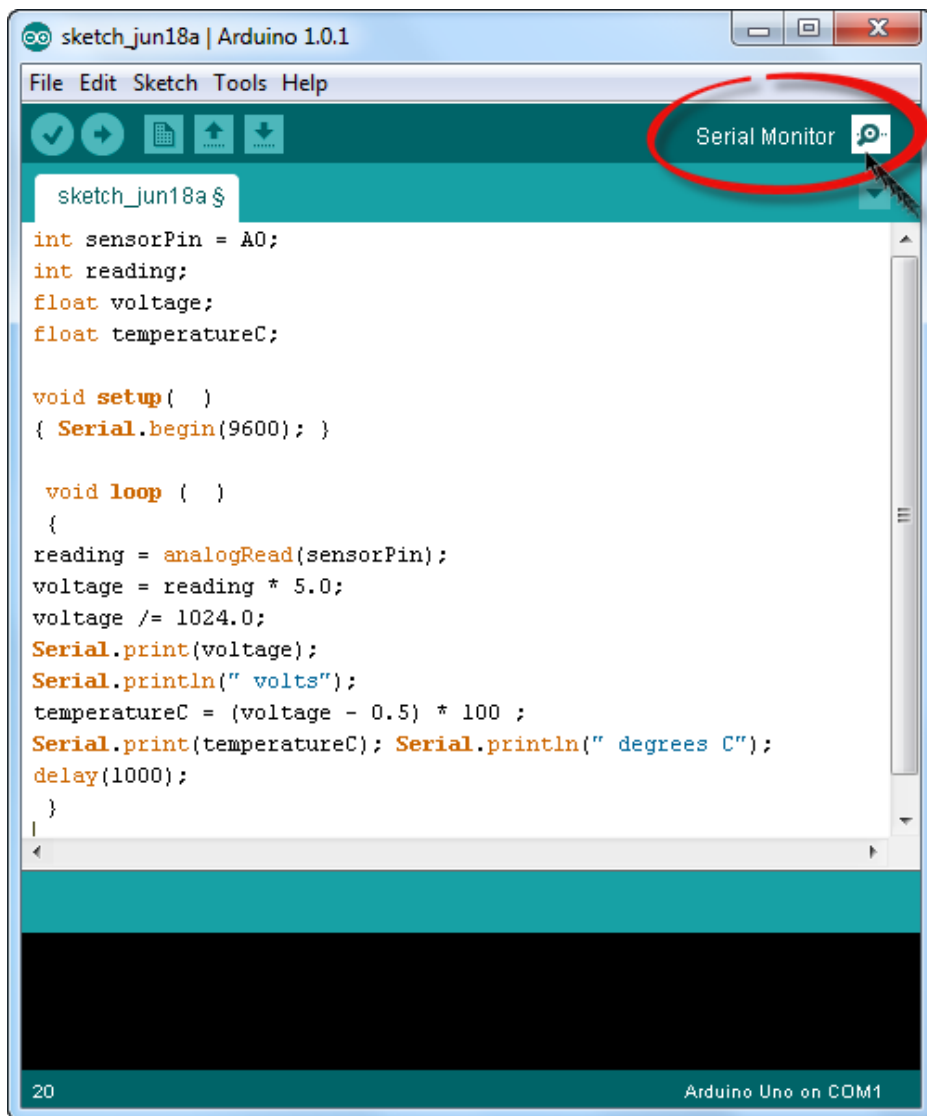 sketch_jun18a | Arduino 1.0.1
File Edit Sketch Tools Help
Serial Monitor
sketch_jun18a §
int sensorPin = A0;
int reading;
float voltage;
float temperatureC;
void setup(  )
{ Serial.begin(9600); }
void loop (  )
{
reading = analogRead(sensorPin);
voltage = reading * 5.0;
voltage /= 1024.0;
Serial.print(voltage);
Serial.println(" volts");
temperatureC = (voltage - 0.5) * 100 ;
Serial.print(temperatureC); Serial.println(" degrees C");
delay(1000);
}
20
Arduino Uno on COM1